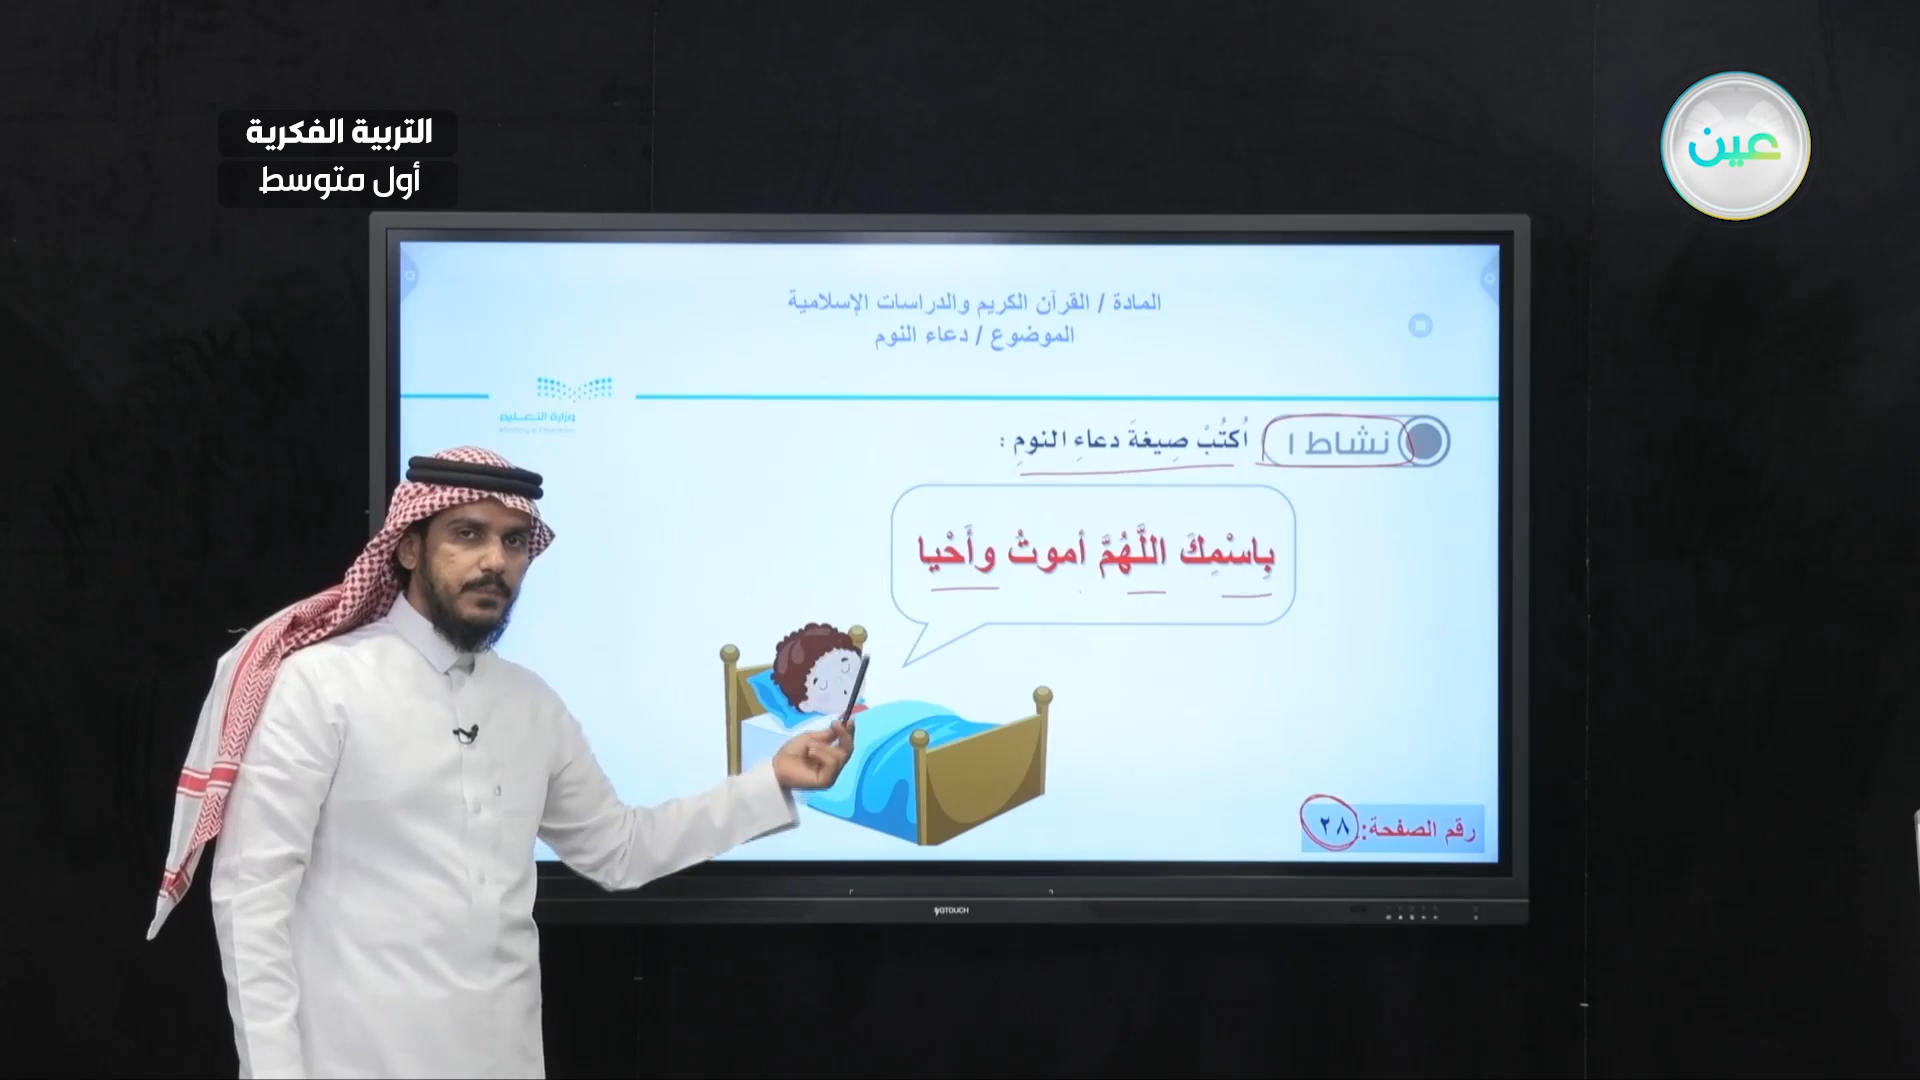 التربية الفكرية
أول متوسط
عين
المادة / القرآن الكريم والدراسات الإسلامية
الموضوع / دعاء النوم
وزارة التعليم
نشاط ١
اُكتُبْ صِيغَةَ دعاءِ النومِ :
بِاسْمِكَ اللَّهُمَّ أموتُ وأَحْيا
رقم الصفحة: ٢٨